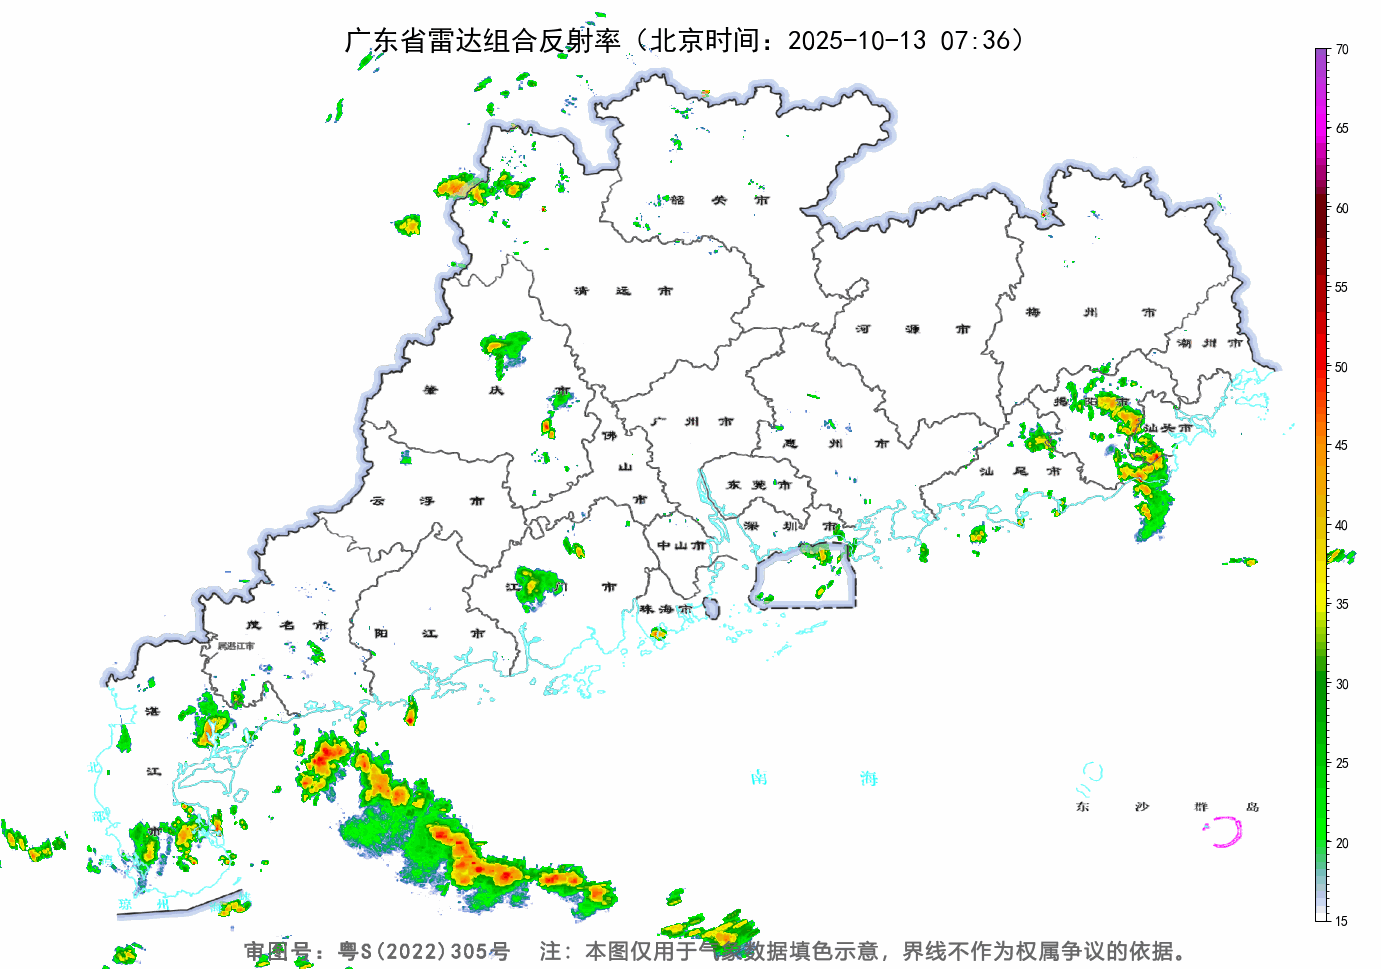 广东省雷达组合反射率（北京时间：2025-10-13 07:36）
70
65
60
55
50
45
40
35
30
25
20
15
韶关市
清远市
河源市
梅州市
潮州市
肇庆市
揭阳市
广州市
佛山市
惠州市
汕头市
汕尾市
东莞市
云浮市
深圳市
中山市
江门市
珠海市
茂名市
属湛江市
阳江市
湛江市
北部湾
南海
东沙群岛
琼州
审图号：粤S(2022)305号 注：本图仅用于气象数据填色示意，界线不作为权属争议的依据。